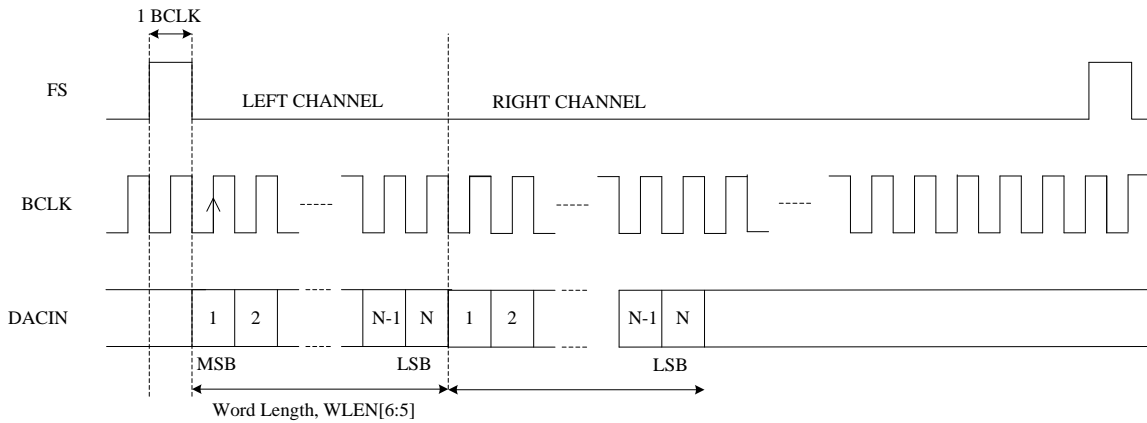 1 BCLK
FS
LEFT CHANNEL
RIGHT CHANNEL
BCLK
DACIN
1 2 N-1 N 1 2 N-1 N
MSB LSB LSB
Word Length, WLEN[6:5]